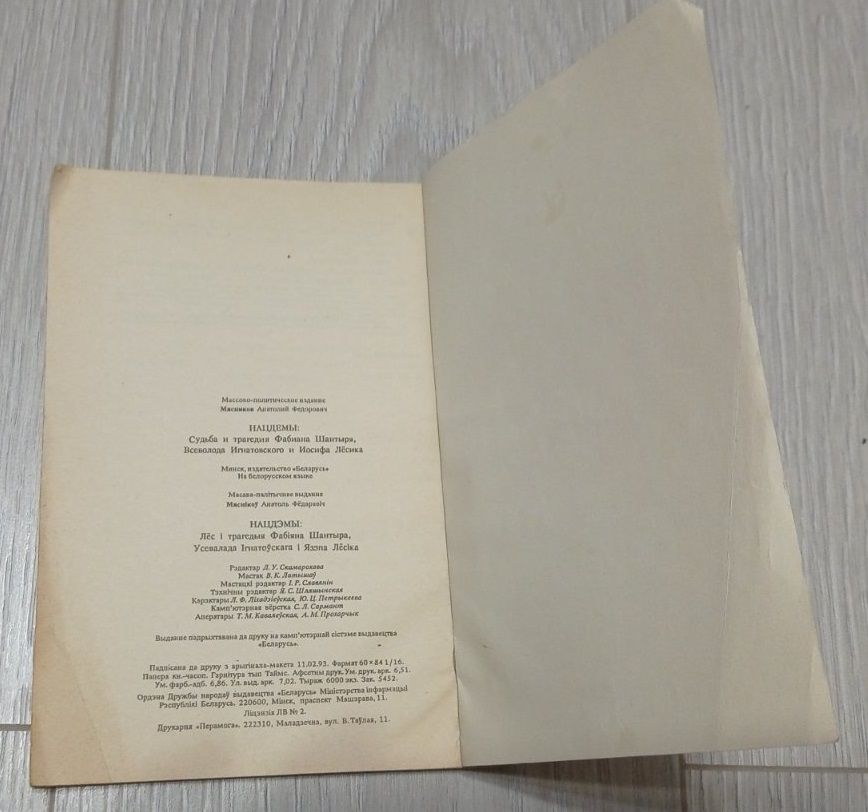 Массово-политическое издание
Мясников Анатолий Федорович
НАЦДЕМЫ:
Судьба и трагедия Фабиана Шантыря,
Всеволода Игнатовского и Иосифа Лёсика
Минск, издательство «Беларусь»
На белорусском языке
Масава-палітычнае выданне
Мяснікоў Анатоль Фёдаравіч
НАЦДЭМЫ:
Лёс і трагедыя Фабіяна Шантыра,
Усевалада Ігнатоўскага і Язэпа Лёсіка
Рэдактар Л. У. Скамарохава
Мастак В. К. Латышаў
Мастацкі рэдактар І. Р. Славянін
Тэхнічны рэдактар Я. С. Шляпынская
Карэктары Л. Ф. Ліхадзіеўская, Ю. Ц. Петрыкеева
Камп'ютэрная вёрстка С. Л. Сармант
Аператары Т. М. Кавалеўская, А. М. Прохарчык
Выданне падрыхтавана да друку на камп'ютэрнай сістэме выдавецтва
«Беларусь».
Падпісана да друку з арыгінала-макета 11.02.93. Фармат 60×84 1/16.
Папера кн.-часоп. Гарнітура тып Таймс. Афсетны друк. Ум. друк. арк. 6,51.
Ум. фарб.-адб. 6,86. Ул. выд. арк. 7,02. Тыраж 6000 экз. Зак. 5452.
Ордэна Дружбы народаў выдавецтва «Беларусь» Міністэрства інфармацыі
Рэспублікі Беларусь. 220600, Мінск, праспект Машэрава, 11.
Ліцэнзія ЛВ № 2.
Друкарня «Перамога». 222310, Маладзечна, вул. В. Таўлая, 11.